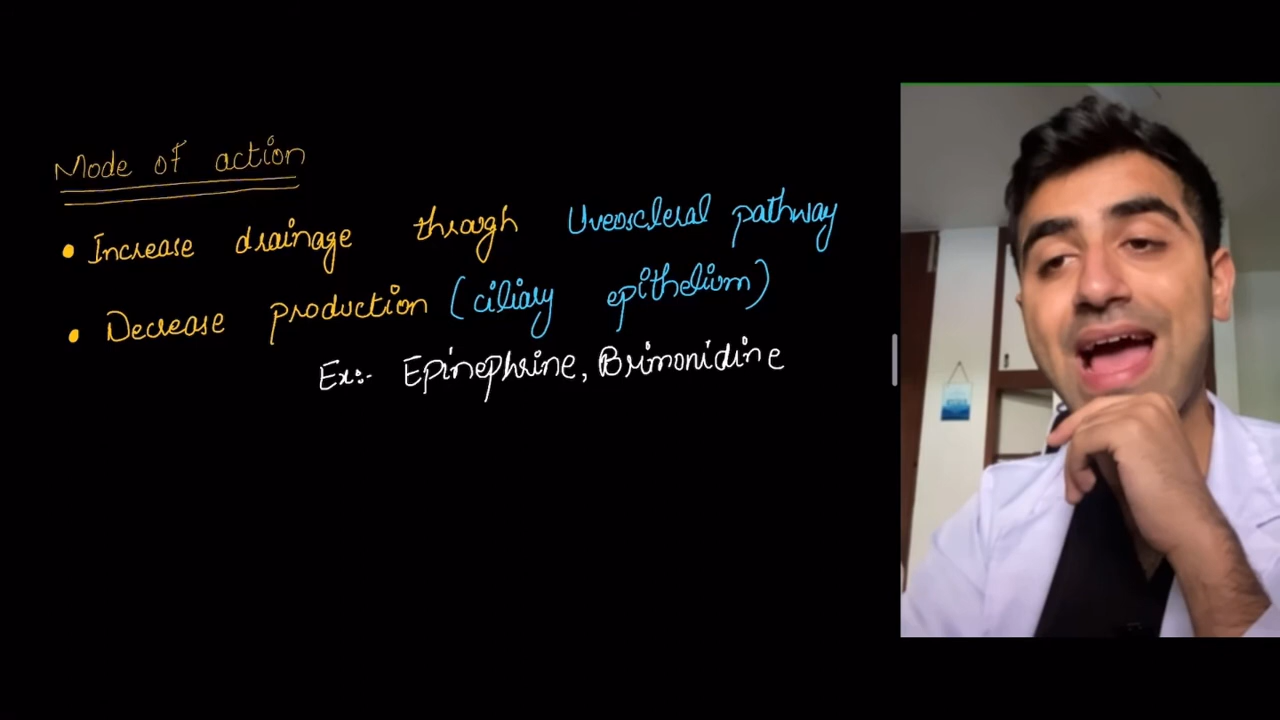 Mode of action
• Increase drainage through Uveoscleral pathway
• Decrease production (ciliary epithelium)
Ex:- Epinephrine, Brimonidine